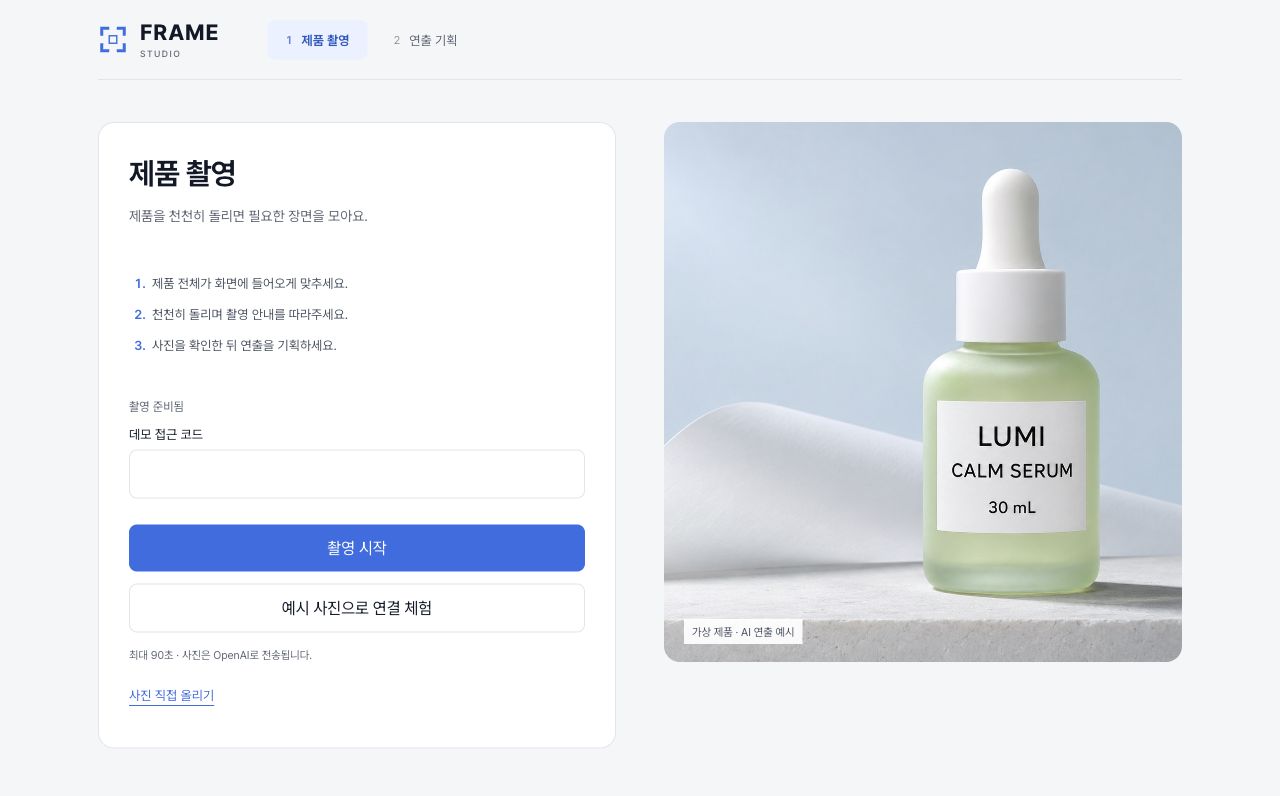 FRAME
STUDIO
1 제품 촬영
2 연출 기획
제품 촬영
제품을 천천히 돌리면 필요한 장면을 모아요.
1. 제품 전체가 화면에 들어오게 맞추세요.
2. 천천히 돌리며 촬영 안내를 따라주세요.
3. 사진을 확인한 뒤 연출을 기획하세요.
촬영 준비됨
데모 접근 코드
촬영 시작
예시 사진으로 연결 체험
최대 90초 · 사진은 OpenAI로 전송됩니다.
사진 직접 올리기
LUMI
CALM SERUM
30 mL
가상 제품 · AI 연출 예시